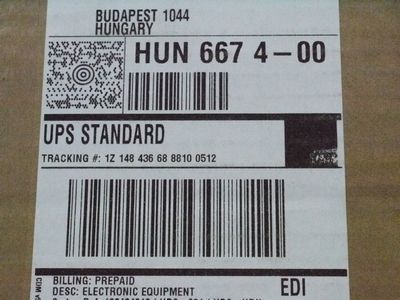 BUDAPEST 1044
HUNGARY
HUN 667 4-00
UPS STANDARD
TRACKING #: 1Z 148 436 68 8810 0512
BILLING: PREPAID
DESC: ELECTRONIC EQUIPMENT
EDI